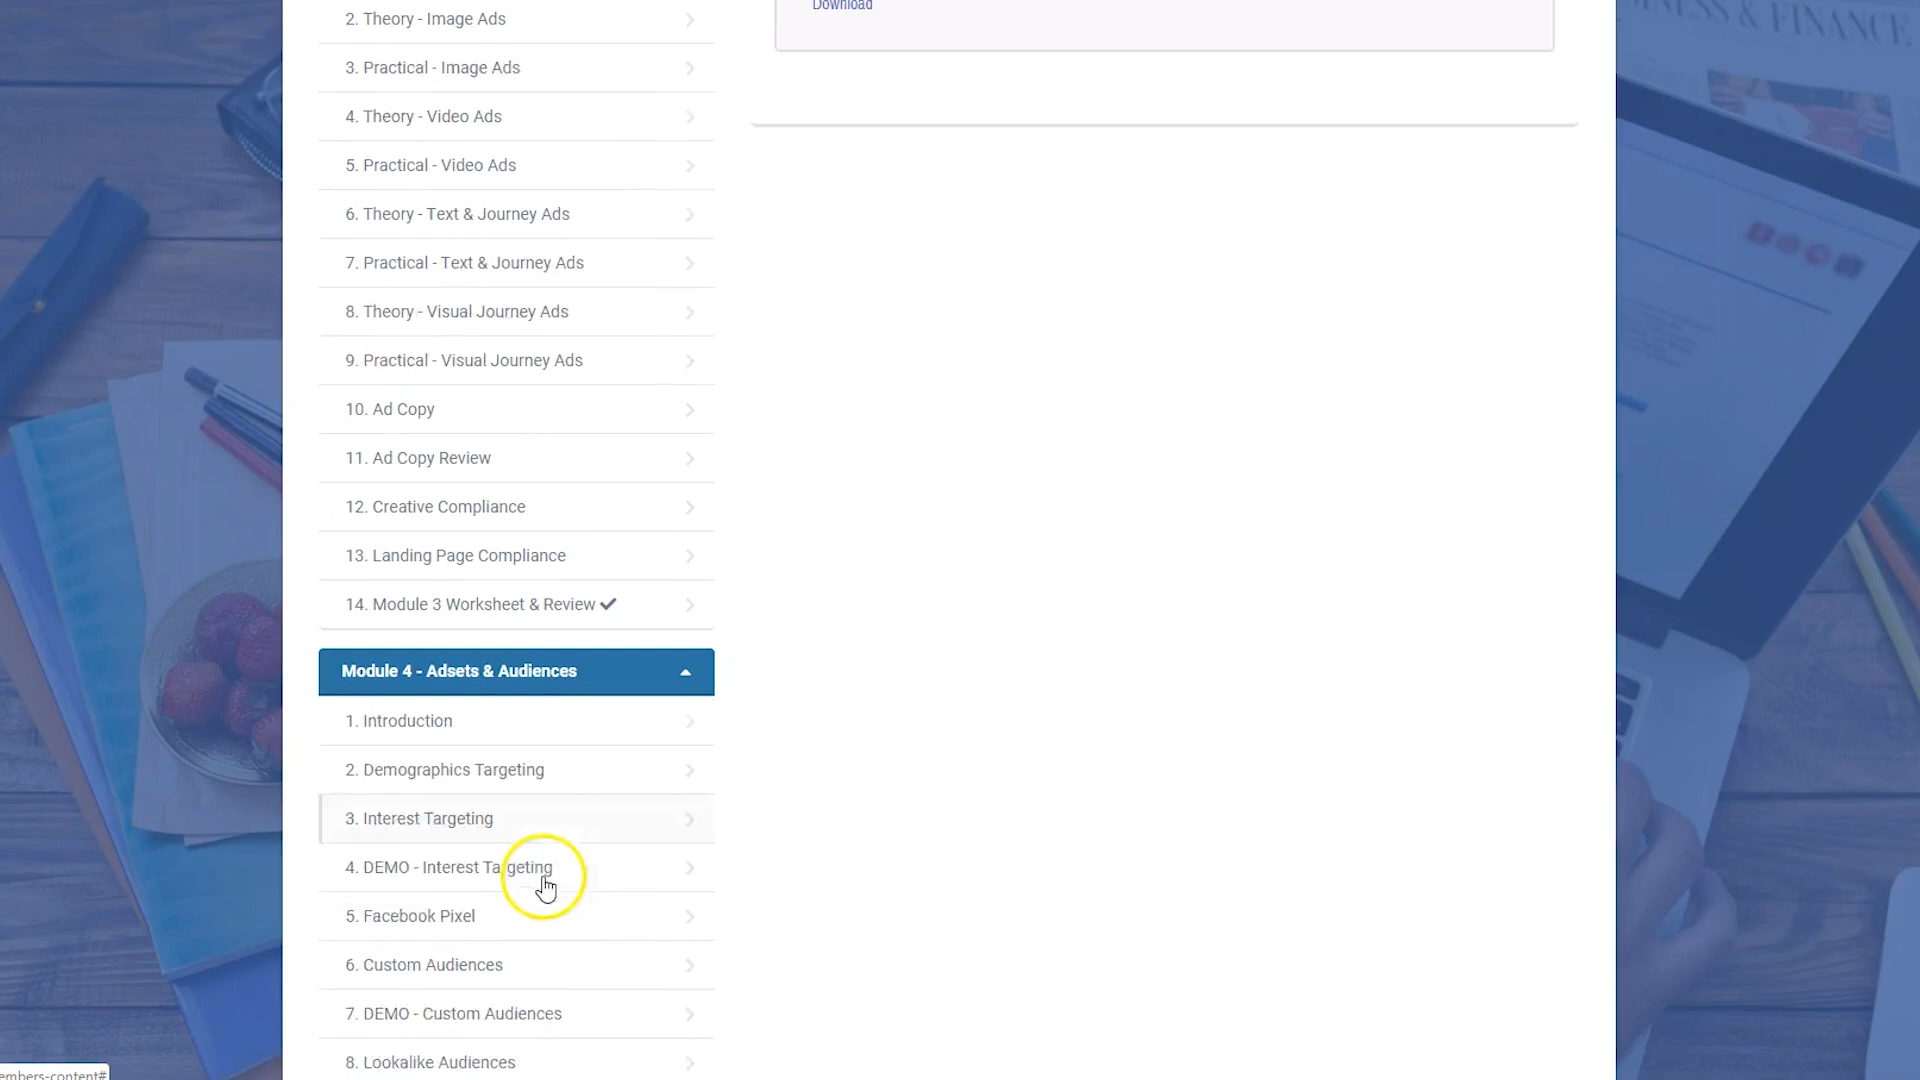 Download
NESS & FINANCE
2. Theory - Image Ads
3. Practical - Image Ads
4. Theory - Video Ads
5. Practical - Video Ads
6. Theory - Text & Journey Ads
7. Practical - Text & Journey Ads
8. Theory - Visual Journey Ads
9. Practical - Visual Journey Ads
10. Ad Copy
11. Ad Copy Review
12. Creative Compliance
13. Landing Page Compliance
14. Module 3 Worksheet & Review
Module 4 - Adsets & Audiences
1. Introduction
2. Demographics Targeting
3. Interest Targeting
4. DEMO - Interest Targeting
5. Facebook Pixel
6. Custom Audiences
7. DEMO - Custom Audiences
8. Lookalike Audiences
embers-content#